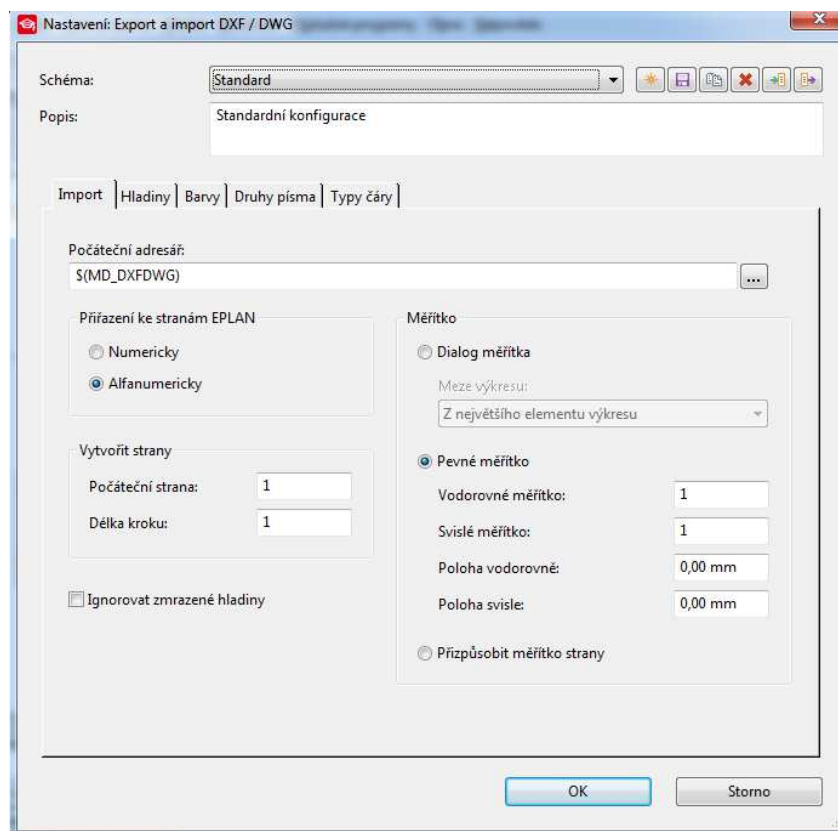 Nastavení: Export a import DXF / DWG
Schéma: Standard
Popis: Standardní konfigurace
Import Hladiny Barvy Druhy písma Typy čáry
Počáteční adresář:
$(MD_DXFDWG) ...
Přiřazení ke stranám EPLAN
Numericky
Alfanumericky
Vytvořit strany
Počáteční strana: 1
Délka kroku: 1
Ignorovat zmrazené hladiny
Měřítko
Dialog měřítka
Meze výkresu:
Z největšího elementu výkresu
Pevné měřítko
Vodorovné měřítko: 1
Svislé měřítko: 1
Poloha vodorovně: 0,00 mm
Poloha svisle: 0,00 mm
Přizpůsobit měřítko strany
OK Storno